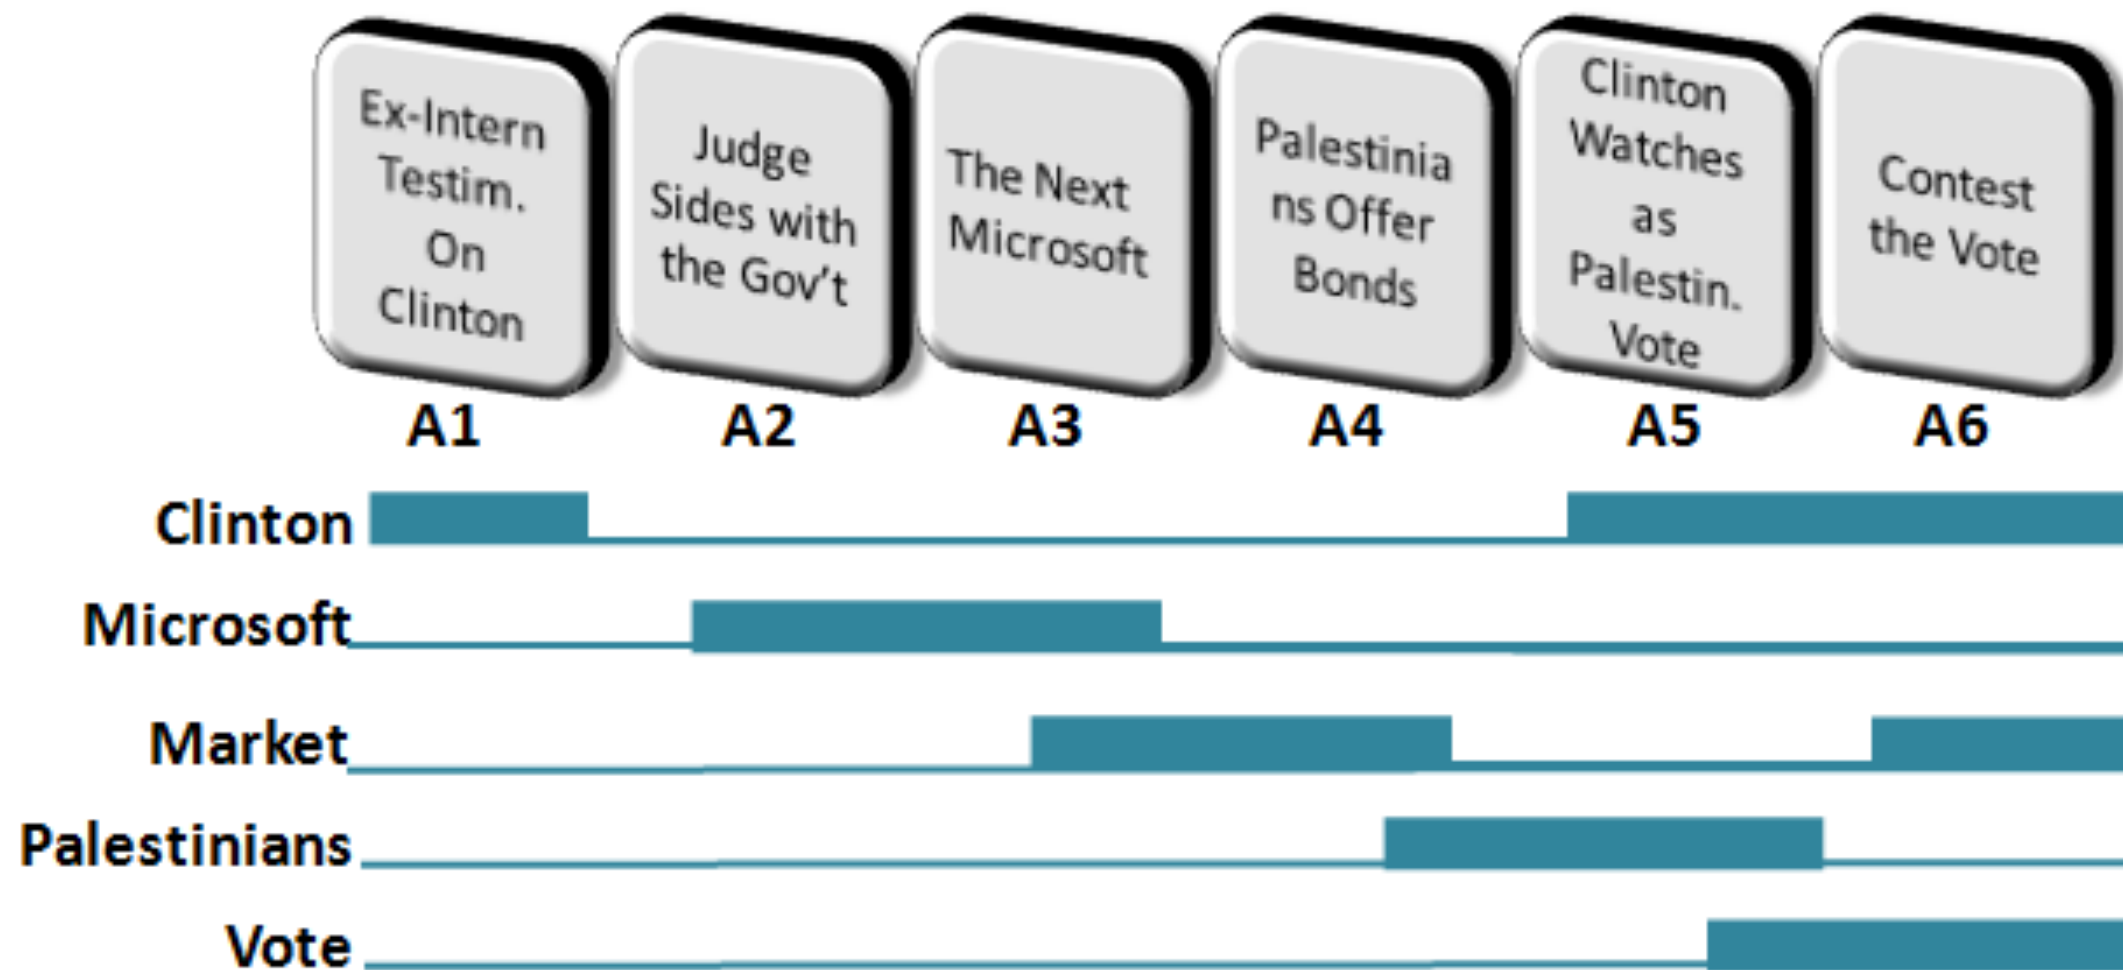 Ex-Intern
Testim.
On
Clinton
Judge
Sides with
the Gov't
The Next
Microsoft
Palestinia
ns Offer
Bonds
Clinton
Watches
as
Palestin.
Vote
Contest
the Vote
A1 A2 A3 A4 A5 A6
Clinton
Microsoft
Market
Palestinians
Vote